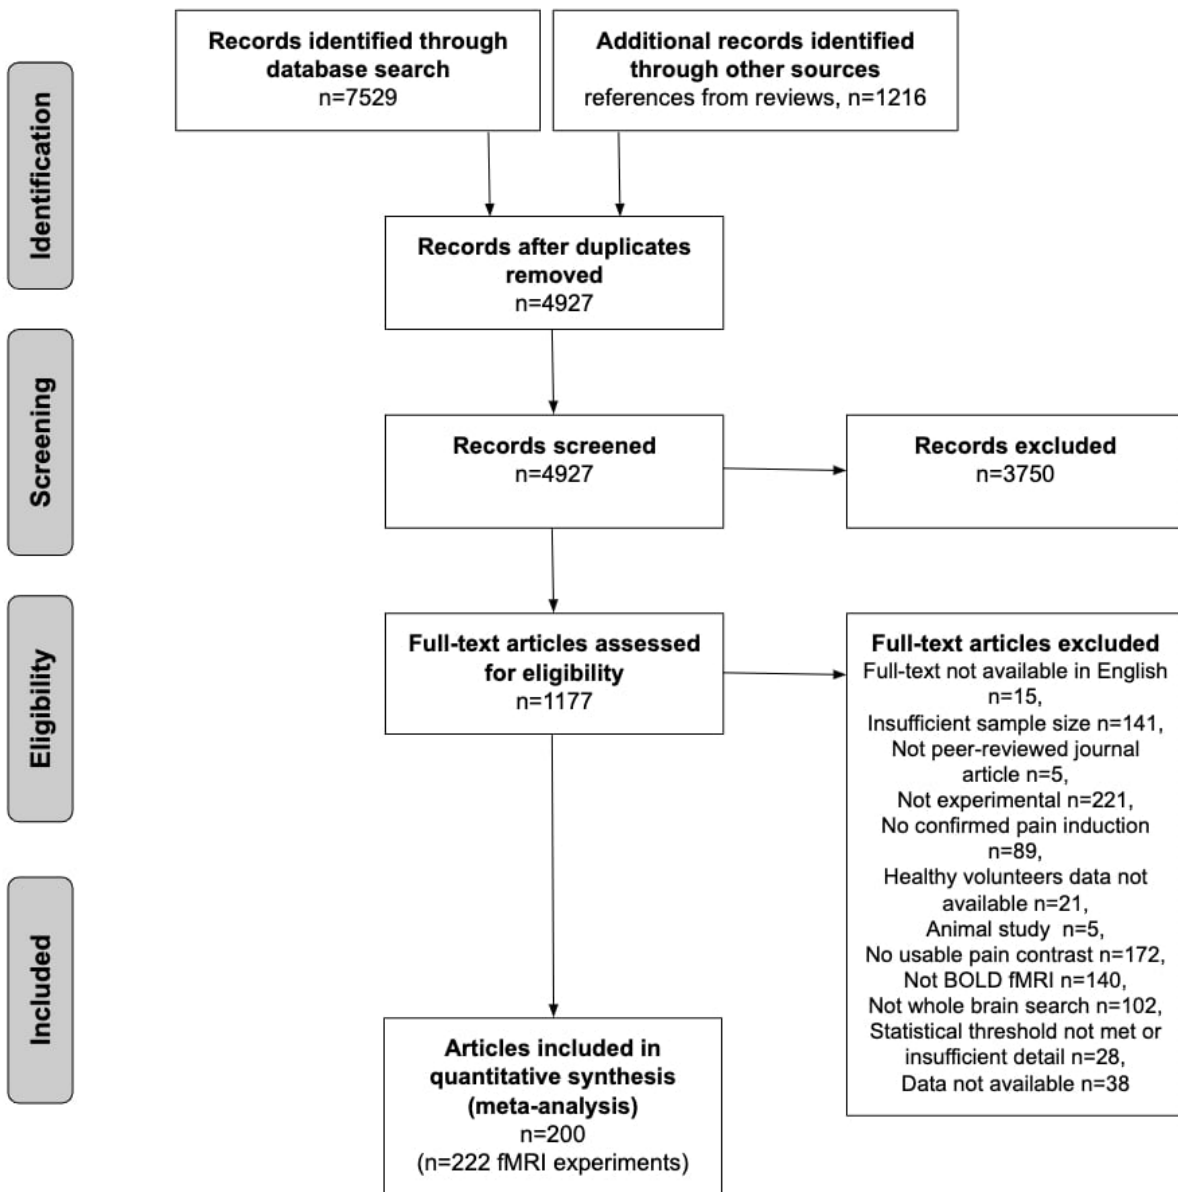 Records identified through
database search
n=7529
Additional records identified
through other sources
references from reviews, n=1216
Identification
Records after duplicates
removed
n=4927
Screening
Records screened
n=4927
Records excluded
n=3750
Eligibility
Full-text articles assessed
for eligibility
n=1177
Full-text articles excluded
Full-text not available in English
n=15,
Insufficient sample size n=141,
Not peer-reviewed journal
article n=5,
Not experimental n=221,
No confirmed pain induction
n=89,
Healthy volunteers data not
available n=21,
Animal study  n=5,
No usable pain contrast n=172,
Not BOLD fMRI n=140,
Not whole brain search n=102,
Statistical threshold not met or
insufficient detail n=28,
Data not available n=38
Included
Articles included in
quantitative synthesis
(meta-analysis)
n=200
(n=222 fMRI experiments)